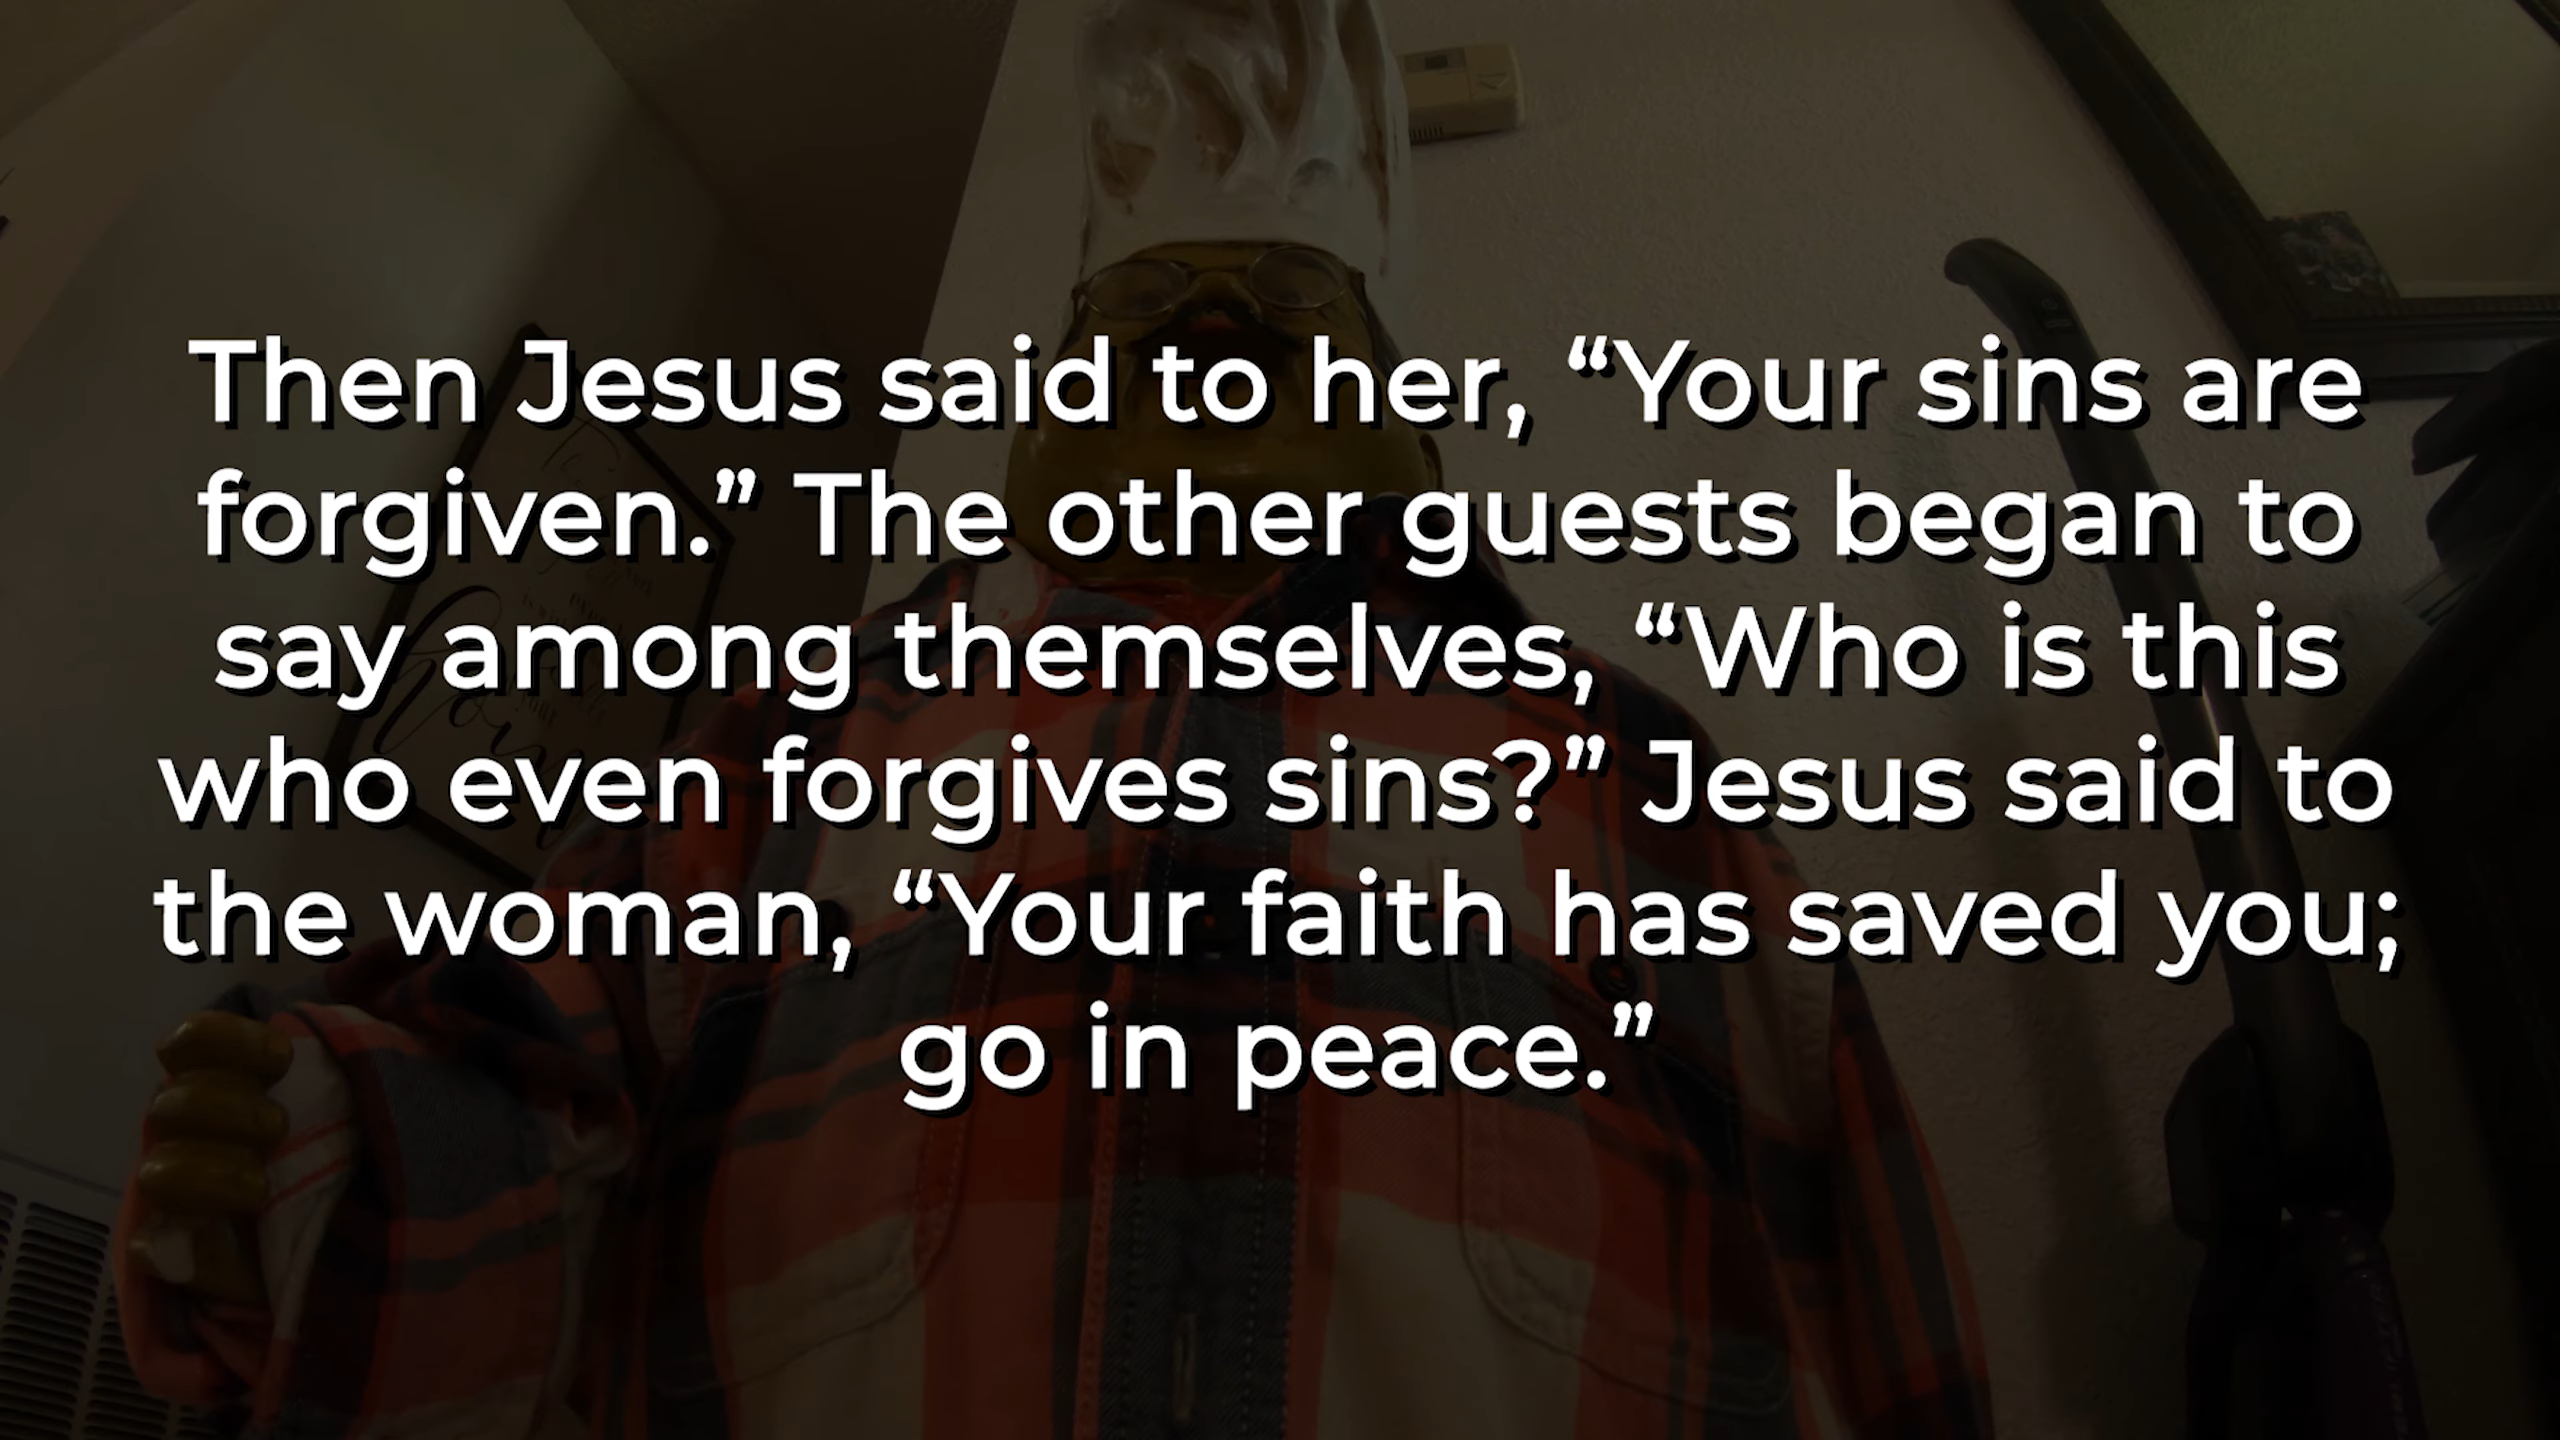 Then Jesus said to her, “Your sins are
forgiven.” The other guests began to
say among themselves, “Who is this
who even forgives sins?” Jesus said to
the woman, “Your faith has saved you;
go in peace.”
home